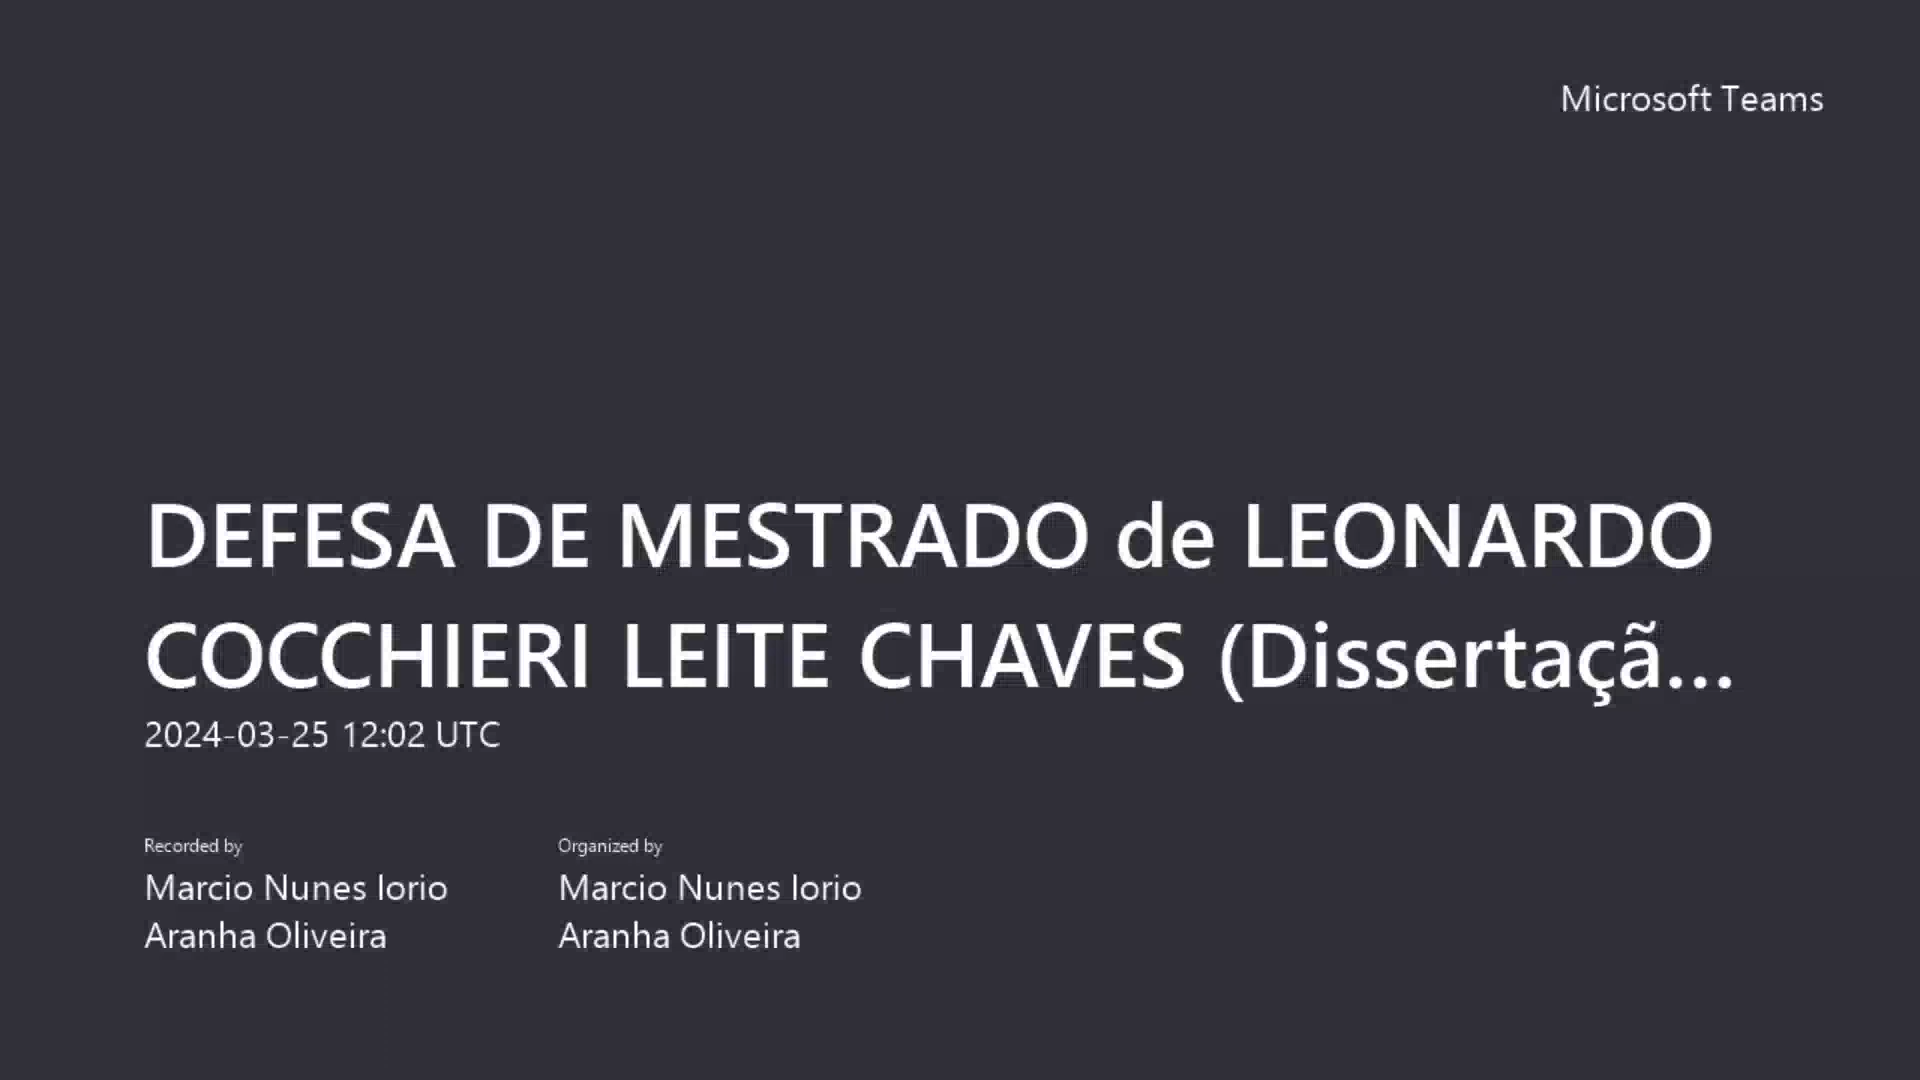 Microsoft Teams
DEFESA DE MESTRADO de LEONARDO
COCCHIERI LEITE CHAVES (Dissertaçã...
2024-03-25 12:02 UTC
Recorded by
Marcio Nunes Iorio
Aranha Oliveira
Organized by
Marcio Nunes Iorio
Aranha Oliveira